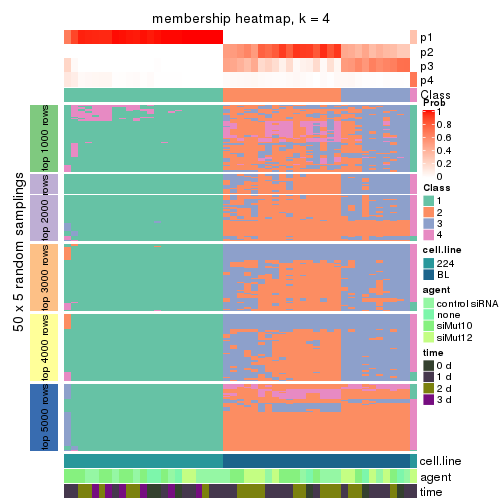 membership heatmap, k = 4
p1
p2
p3
p4
Class
50 x 5 random samplings
top 1000 rows
top 2000 rows
top 3000 rows
top 4000 rows
top 5000 rows
Prob
1
0.8
0.6
0.4
0.2
0
Class
1
2
3
4
cell.line
224
BL
agent
control siRNA
none
siMut10
siMut12
time
0 d
1 d
2 d
3 d
cell.line
agent
time